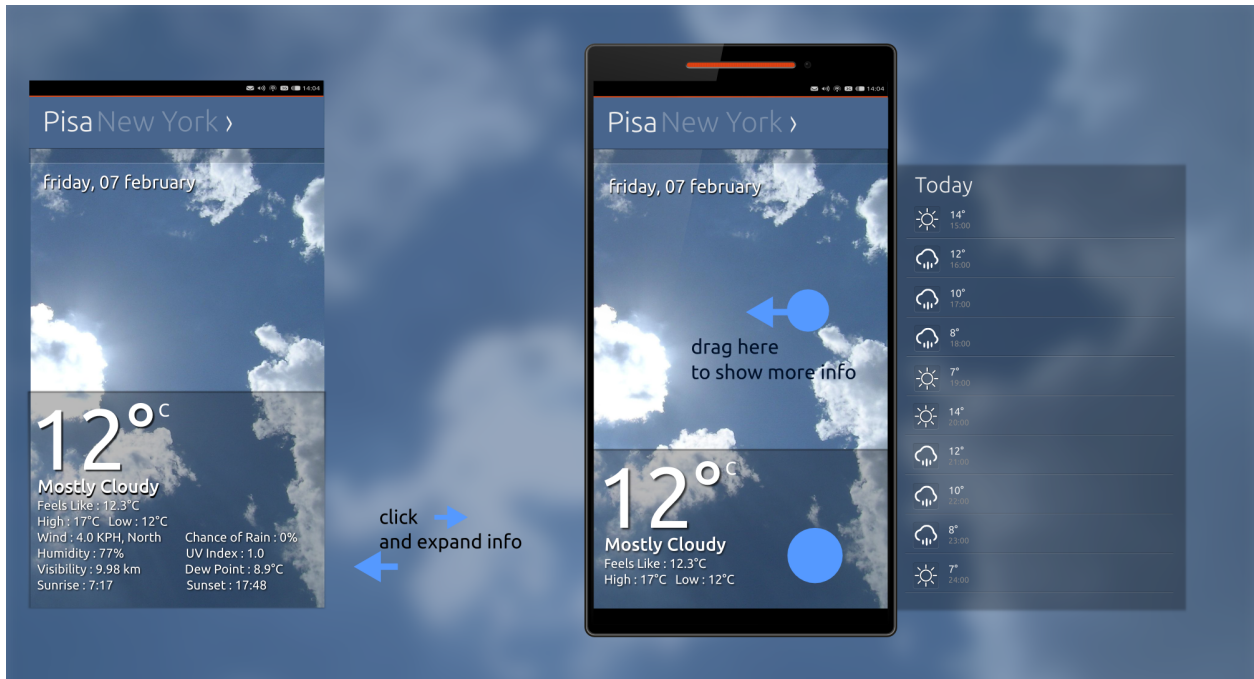 14:04
Pisa New York ›
friday, 07 february
12°C
Mostly Cloudy
Feels Like : 12.3°C
High : 17°C Low : 12°C
Wind : 4.0 KPH, North Chance of Rain : 0%
Humidity : 77% UV Index : 1.0
Visibility : 9.98 km Dew Point : 8.9°C
Sunrise : 7:17 Sunset : 17:48
click
and expand info
14:04
Pisa New York ›
friday, 07 february
drag here
to show more info
12°C
Mostly Cloudy
Feels Like : 12.3°C
High : 17°C Low : 12°C
Today
14°
15:00
12°
16:00
10°
17:00
8°
18:00
7°
19:00
14°
20:00
12°
21:00
10°
22:00
8°
23:00
7°
24:00